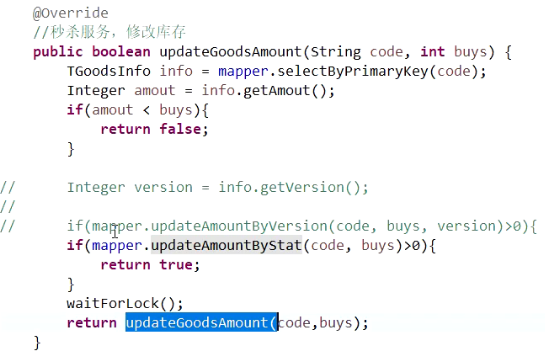 @Override
//秒杀服务，修改库存
public boolean updateGoodsAmount(String code, int buys) {
TGoodsInfo info = mapper.selectByPrimaryKey(code);
Integer amout = info.getAmout();
if(amout < buys){
return false;
}
// Integer version = info.getVersion();
//
// if(mapper.updateAmountByVersion(code, buys, version)>0){
if(mapper.updateAmountByStat(code, buys)>0){
return true;
}
waitForLock();
return updateGoodsAmount(code,buys);
}